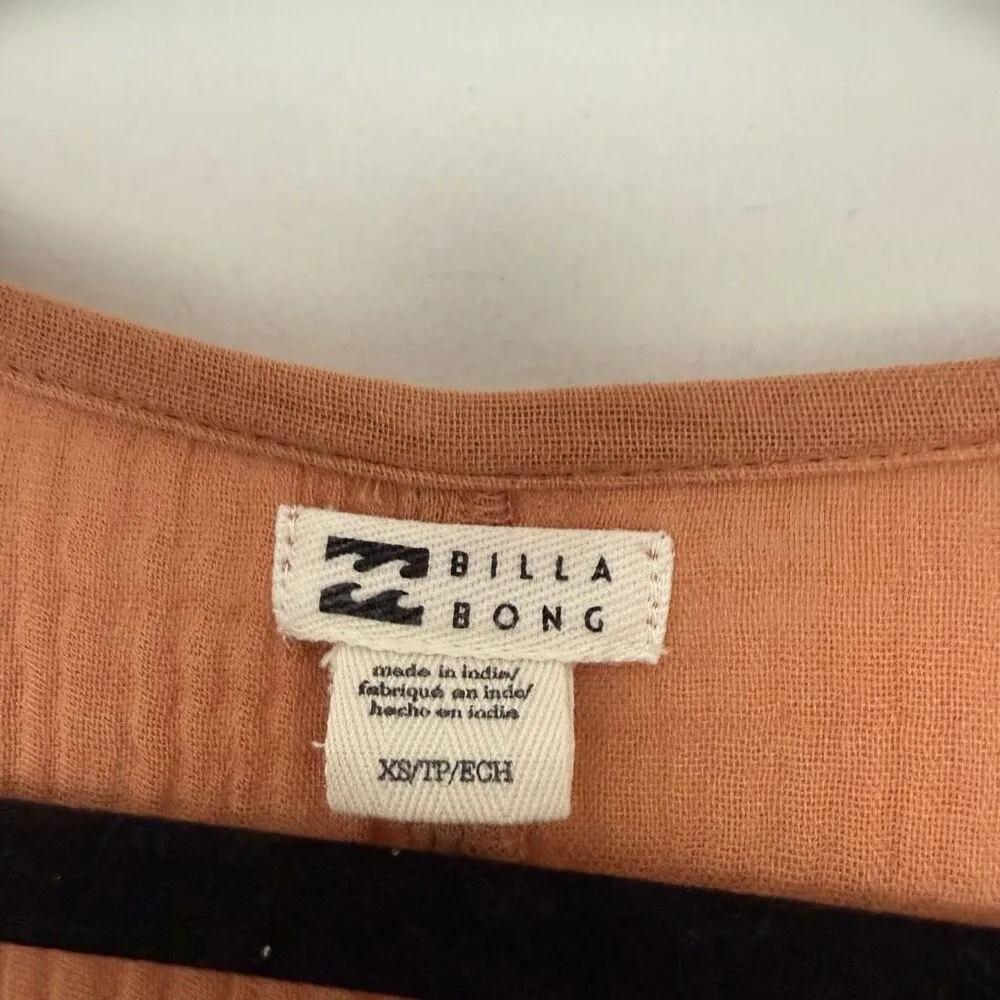 BILLA
BONG
made in india/
fabriqué en inde/
hecho en india
XS/TP/ECH